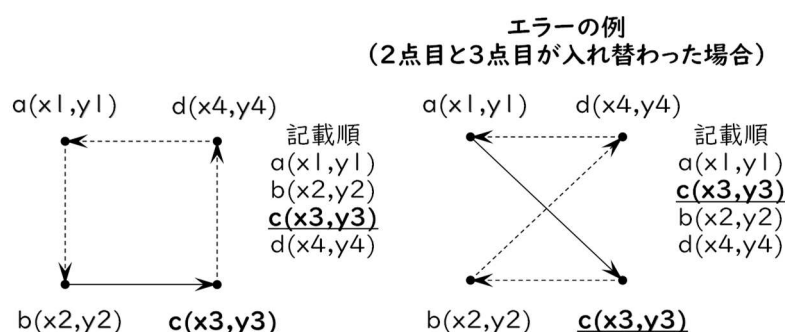 エラーの例
（2点目と3点目が入れ替わった場合）
a(x1,y1)
d(x4,y4)
記載順
a(x1,y1)
b(x2,y2)
c(x3,y3)
d(x4,y4)
b(x2,y2)
c(x3,y3)
a(x1,y1)
d(x4,y4)
記載順
a(x1,y1)
c(x3,y3)
b(x2,y2)
d(x4,y4)
b(x2,y2)
c(x3,y3)